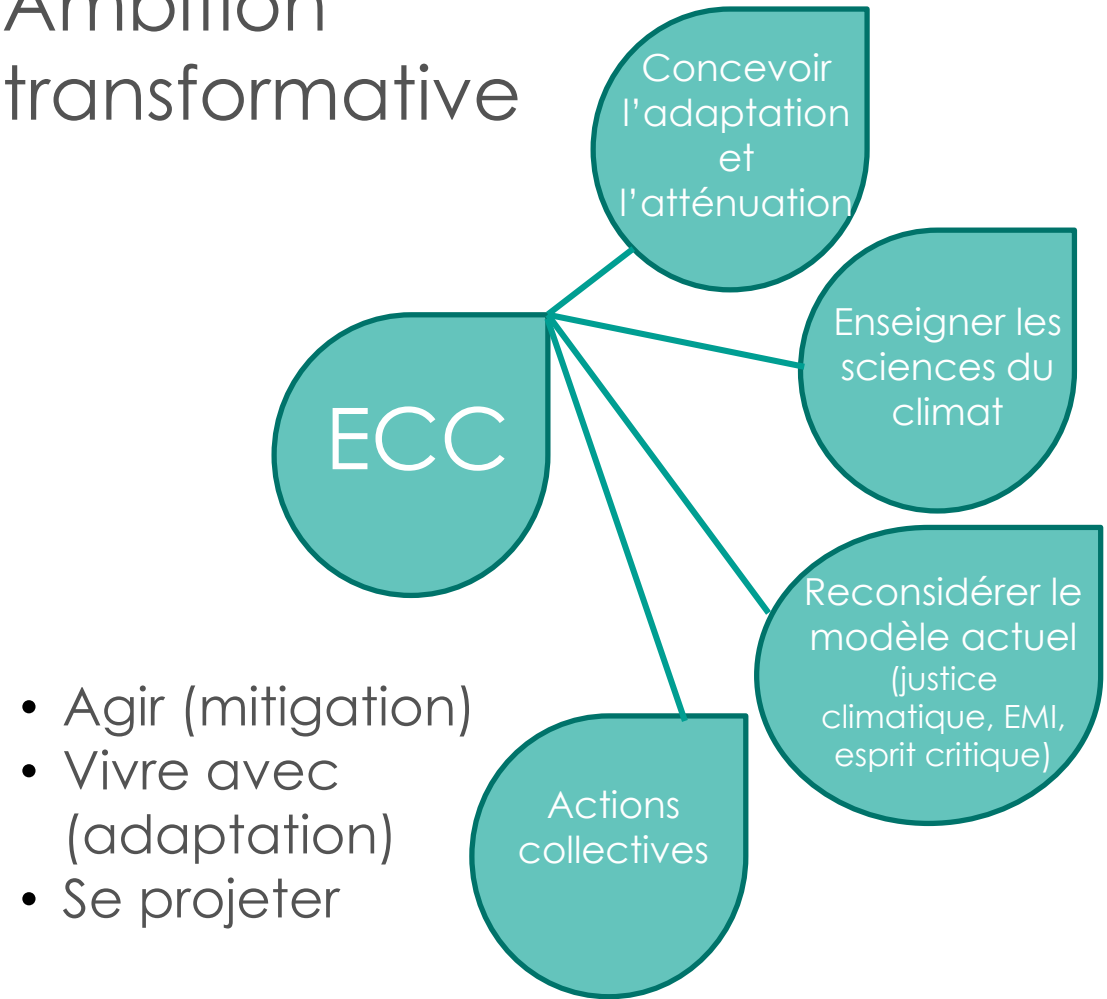 Ambition
transformative
Concevoir
l’adaptation
et
l’atténuation
Enseigner les
sciences du
climat
ECC
Reconsidérer le
modèle actuel
(justice
climatique, EMI,
esprit critique)
Actions
collectives
• Agir (mitigation)
• Vivre avec
(adaptation)
• Se projeter